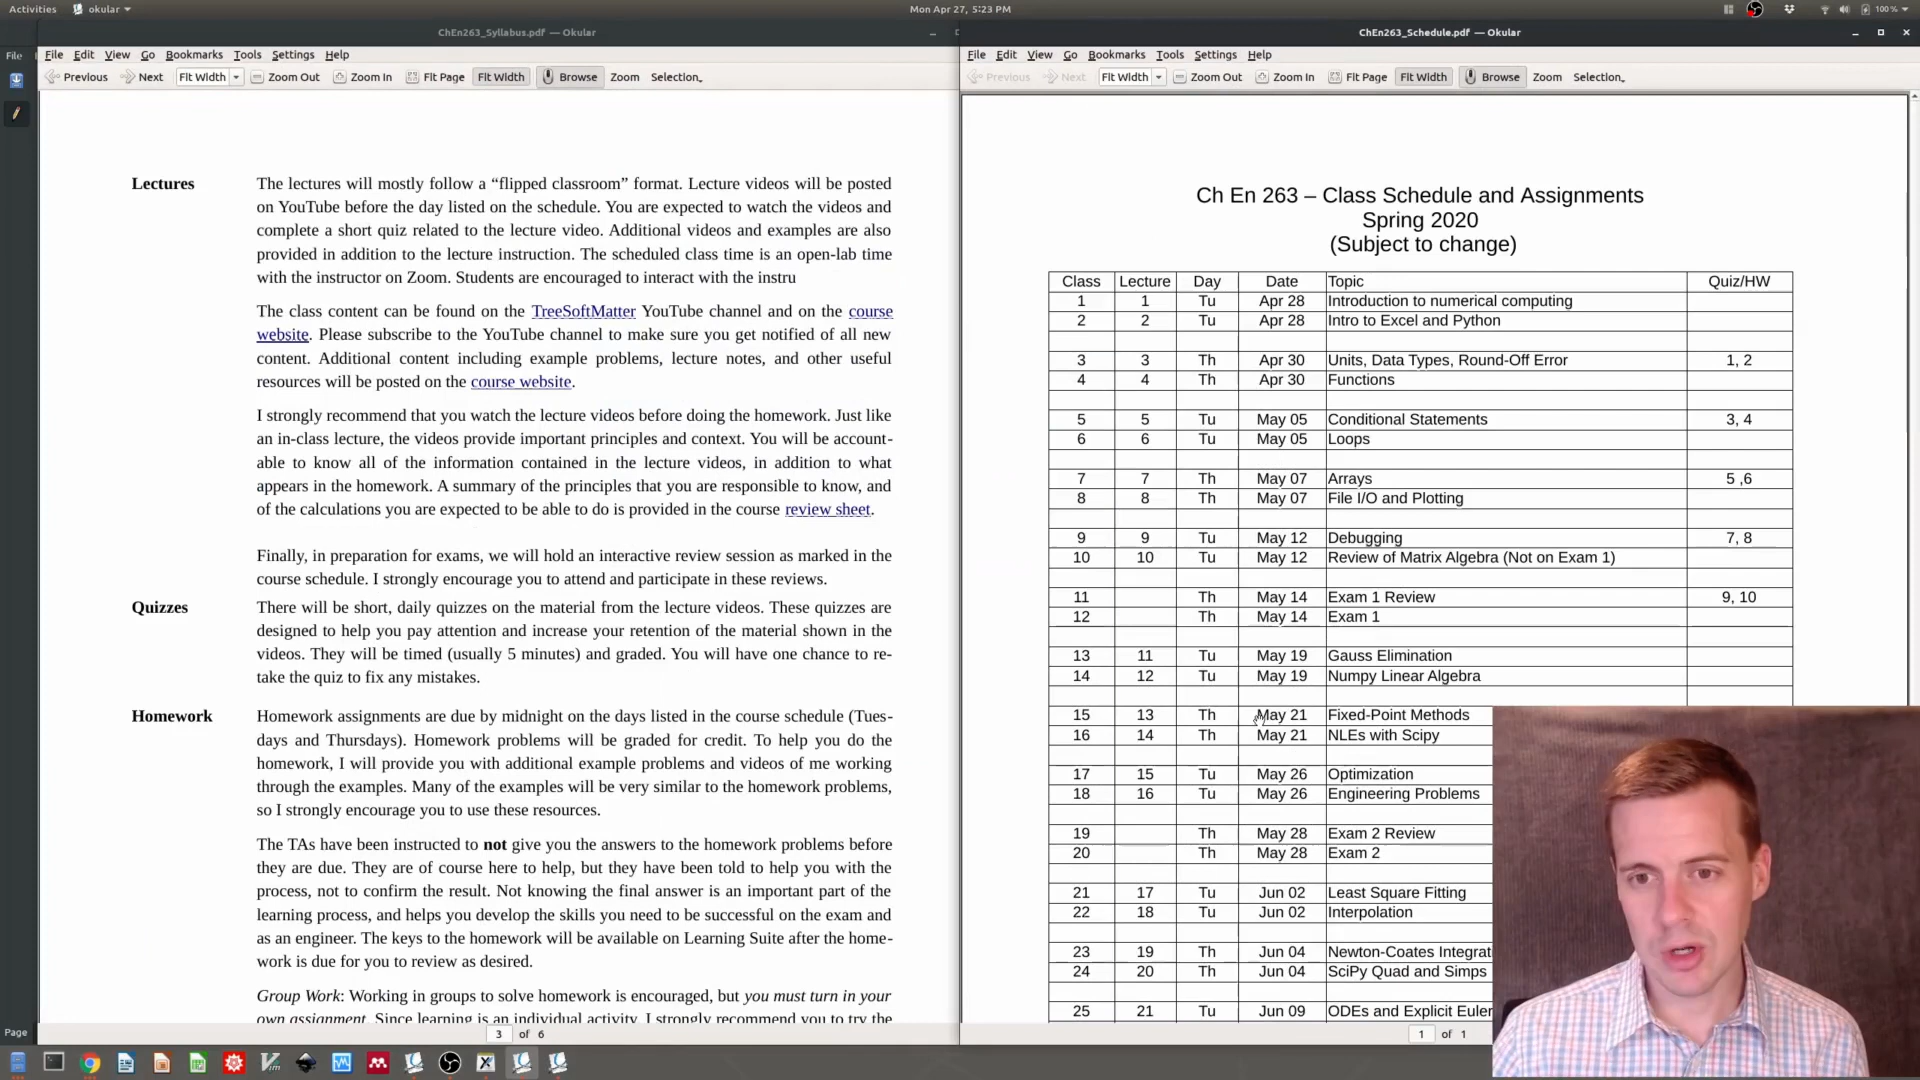 Activities okular Mon Apr 27, 5:23 PM 100%
ChEn263_Syllabus.pdf — Okular
ChEn263_Schedule.pdf — Okular
File
File Edit View Go Bookmarks Tools Settings Help
Previous Next Fit Width Zoom Out Zoom In Fit Page Fit Width Browse Zoom Selection
Lectures
The lectures will mostly follow a “flipped classroom” format. Lecture videos will be posted
on YouTube before the day listed on the schedule. You are expected to watch the videos and
complete a short quiz related to the lecture video. Additional videos and examples are also
provided in addition to the lecture instruction. The scheduled class time is an open-lab time
with the instructor on Zoom. Students are encouraged to interact with the instru
The class content can be found on the TreeSoftMatter YouTube channel and on the course
website. Please subscribe to the YouTube channel to make sure you get notified of all new
content. Additional content including example problems, lecture notes, and other useful
resources will be posted on the course website.
I strongly recommend that you watch the lecture videos before doing the homework. Just like
an in-class lecture, the videos provide important principles and context. You will be account-
able to know all of the information contained in the lecture videos, in addition to what
appears in the homework. A summary of the principles that you are responsible to know, and
of the calculations you are expected to be able to do is provided in the course review sheet.
Finally, in preparation for exams, we will hold an interactive review session as marked in the
course schedule. I strongly encourage you to attend and participate in these reviews.
Quizzes
There will be short, daily quizzes on the material from the lecture videos. These quizzes are
designed to help you pay attention and increase your retention of the material shown in the
videos. They will be timed (usually 5 minutes) and graded. You will have one chance to re-
take the quiz to fix any mistakes.
Homework
Homework assignments are due by midnight on the days listed in the course schedule (Tues-
days and Thursdays). Homework problems will be graded for credit. To help you do the
homework, I will provide you with additional example problems and videos of me working
through the examples. Many of the examples will be very similar to the homework problems,
so I strongly encourage you to use these resources.
The TAs have been instructed to not give you the answers to the homework problems before
they are due. They are of course here to help, but they have been told to help you with the
process, not to confirm the result. Not knowing the final answer is an important part of the
learning process, and helps you develop the skills you need to be successful on the exam and
as an engineer. The keys to the homework will be available on Learning Suite after the home-
work is due for you to review as desired.
Group Work: Working in groups to solve homework is encouraged, but you must turn in your
own assignment. Since learning is an individual activity, I strongly recommend you to try the
Page
3 of 6
File Edit View Go Bookmarks Tools Settings Help
Previous Next Fit Width Zoom Out Zoom In Fit Page Fit Width Browse Zoom Selection
Ch En 263 – Class Schedule and Assignments
Spring 2020
(Subject to change)
Class Lecture Day Date Topic Quiz/HW
1 1 Tu Apr 28 Introduction to numerical computing
2 2 Tu Apr 28 Intro to Excel and Python
3 3 Th Apr 30 Units, Data Types, Round-Off Error 1, 2
4 4 Th Apr 30 Functions
5 5 Tu May 05 Conditional Statements 3, 4
6 6 Tu May 05 Loops
7 7 Th May 07 Arrays 5 ,6
8 8 Th May 07 File I/O and Plotting
9 9 Tu May 12 Debugging 7, 8
10 10 Tu May 12 Review of Matrix Algebra (Not on Exam 1)
11 Th May 14 Exam 1 Review 9, 10
12 Th May 14 Exam 1
13 11 Tu May 19 Gauss Elimination
14 12 Tu May 19 Numpy Linear Algebra
15 13 Th May 21 Fixed-Point Methods
16 14 Th May 21 NLEs with Scipy
17 15 Tu May 26 Optimization
18 16 Tu May 26 Engineering Problems
19 Th May 28 Exam 2 Review
20 Th May 28 Exam 2
21 17 Tu Jun 02 Least Square Fitting
22 18 Tu Jun 02 Interpolation
23 19 Th Jun 04 Newton-Coates Integrat
24 20 Th Jun 04 SciPy Quad and Simps
25 21 Tu Jun 09 ODEs and Explicit Euler
1 of 1